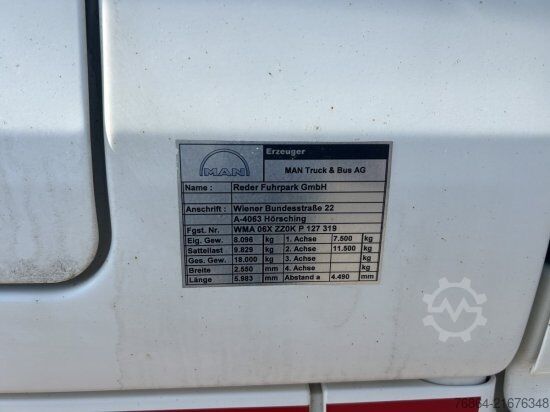 MAN
Erzeuger
MAN Truck & Bus AG
Name : Reder Fuhrpark GmbH
Anschrift : Wiener Bundesstraße 22
A-4063 Hörsching
Fgst. Nr. WMA 06X ZZ0K P 127 319
Eig. Gew. 8.096 kg 1. Achse 7.500 kg
Sattellast 9.829 kg 2. Achse 11.500 kg
Ges. Gew. 18.000 kg 3. Achse kg
Breite 2.550 mm 4. Achse kg
Länge 5.983 mm Abstand a 4.490 mm
76854-21676348